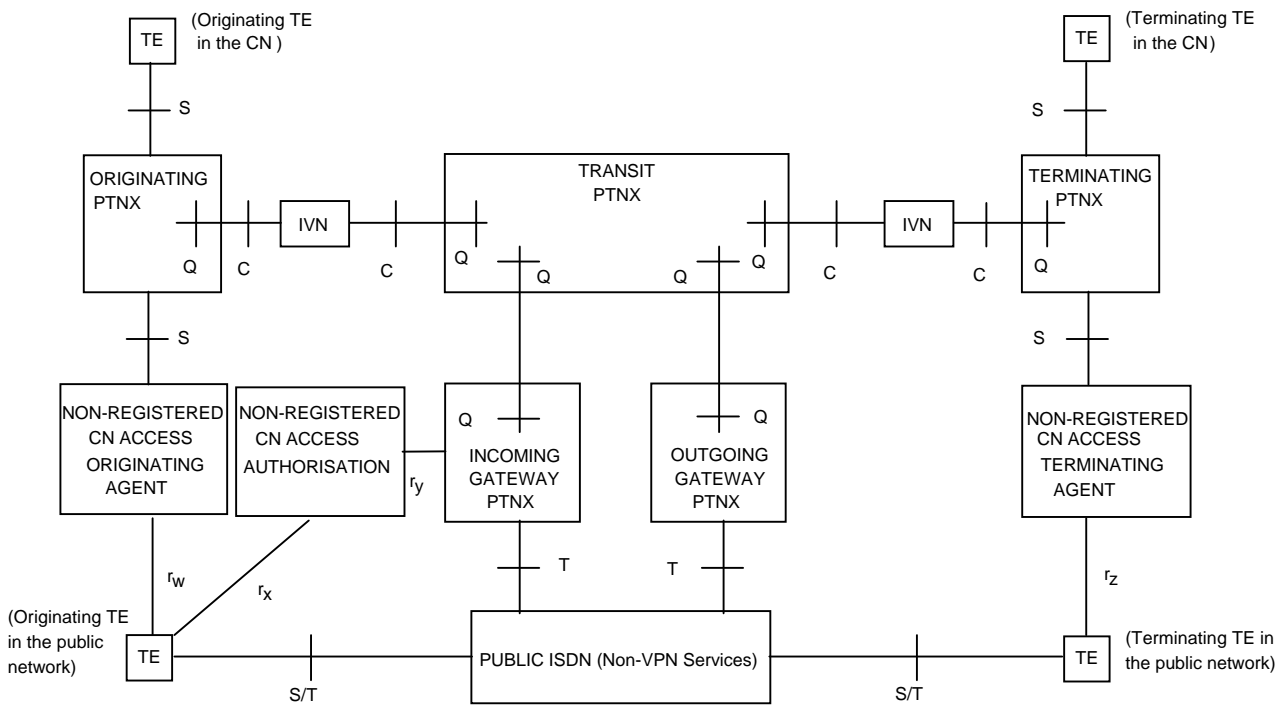 (Originating TE
in the CN )
TE
(Terminating TE
in the CN)
TE
S
S
ORIGINATING
PTNX
TRANSIT
PTNX
TERMINATING
PTNX
IVN
IVN
Q
C
C
Q
Q
Q
Q
C
C
Q
S
S
NON-REGISTERED
CN ACCESS
ORIGINATING
AGENT
NON-REGISTERED
CN ACCESS
AUTHORISATION
ry
Q
INCOMING
GATEWAY
PTNX
Q
OUTGOING
GATEWAY
PTNX
NON-REGISTERED
CN ACCESS
TERMINATING
AGENT
T
T
rw
rx
rz
(Originating TE
in the public
network)
TE
PUBLIC ISDN (Non-VPN Services)
TE
(Terminating TE in
the public network)
S/T
S/T